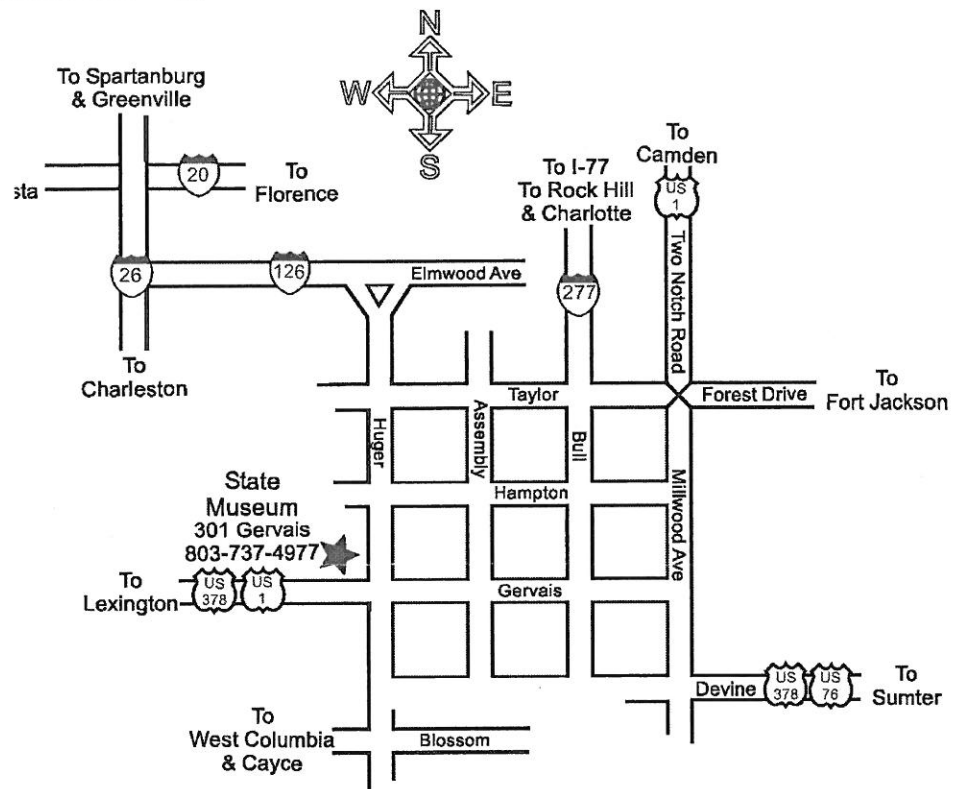 N
W E
S
To Spartanburg
& Greenville
20
To
Florence
sta
26
126
Elmwood Ave
To
Charleston
To I-77
To Rock Hill
& Charlotte
277
To
Camden
US
1
Two Notch Road
Taylor
Forest Drive
To
Fort Jackson
Huger
Assembly
Bull
Millwood Ave
Hampton
State
Museum
301 Gervais
803-737-4977
To
Lexington
US
378
US
1
Gervais
Devine
US
378
US
76
To
Sumter
To
West Columbia
& Cayce
Blossom